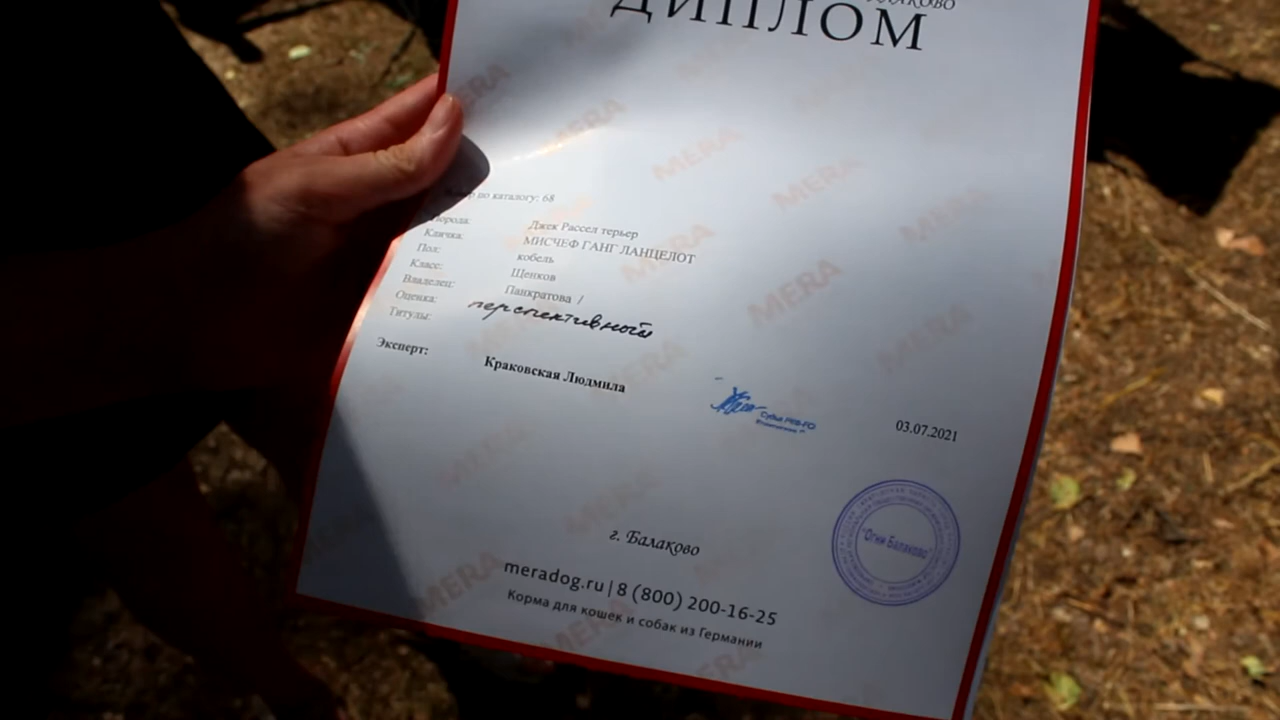 ДИПЛОМ
по каталогу: 68
Порода: Джек Рассел терьер
Кличка: МИСЧЕФ ГАНГ ЛАНЦЕЛОТ
Пол: кобель
Класс: Щенков
Владелец: Панкратова /
Оценка: перспективный
Титулы:
Эксперт: Краковская Людмила
03.07.2021
"Огни Балаково"
г. Балаково
meradog.ru | 8 (800) 200-16-25
Корма для кошек и собак из Германии